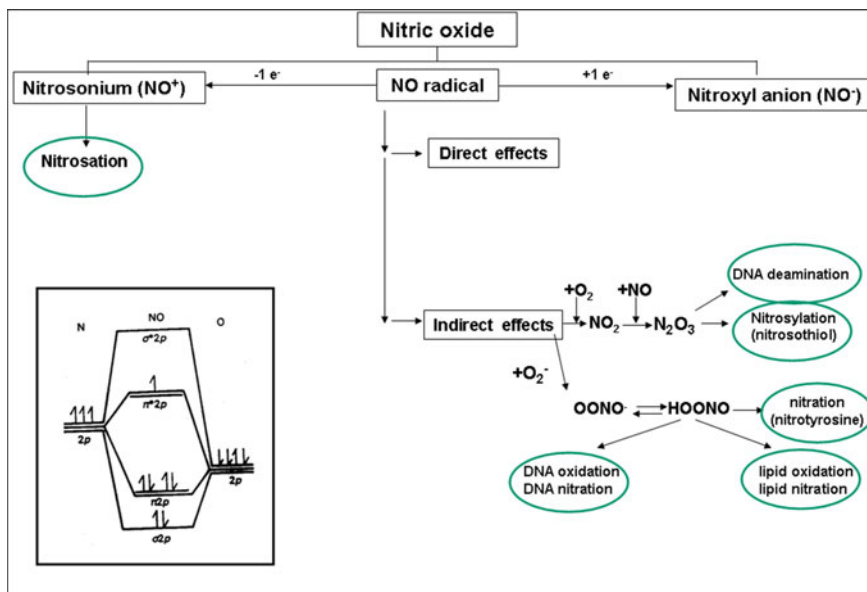 Nitric oxide
-1 e⁻
+1 e⁻
Nitrosonium (NO⁺)
NO radical
Nitroxyl anion (NO⁻)
Nitrosation
Direct effects
+O₂
+NO
DNA deamination
Indirect effects
NO₂
N₂O₃
Nitrosylation
(nitrosothiol)
+O₂⁻
OONO⁻
HOONO
nitration
(nitrotyrosine)
DNA oxidation
DNA nitration
lipid oxidation
lipid nitration
N
NO
O
σ*2p
π*2p
2p
2p
π2p
σ2p